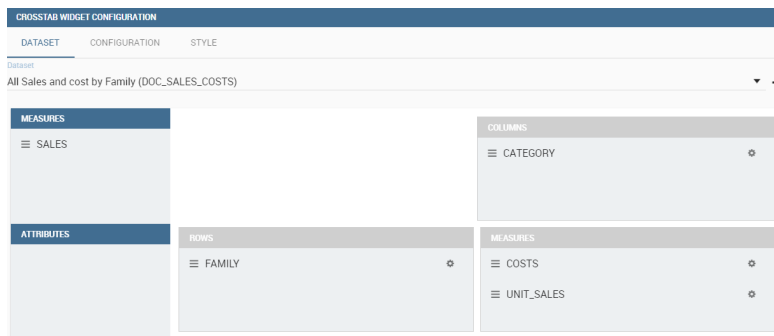 CROSSTAB WIDGET CONFIGURATION
DATASET CONFIGURATION STYLE
Dataset
All Sales and cost by Family (DOC_SALES_COSTS)
MEASURES
SALES
COLUMNS
CATEGORY
ATTRIBUTES
ROWS
FAMILY
MEASURES
COSTS
UNIT_SALES